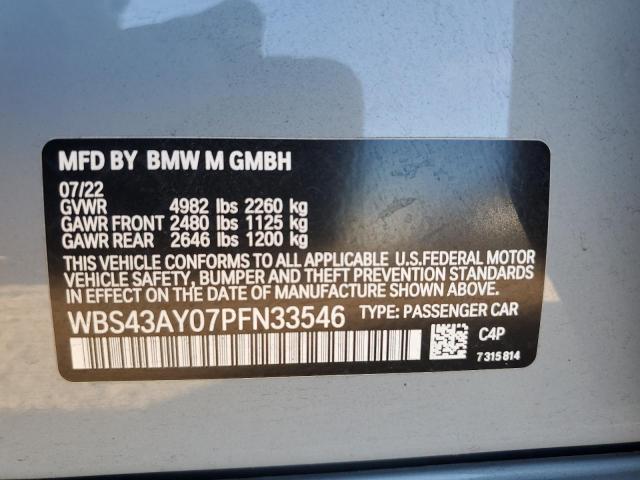 MFD BY BMW M GMBH
07/22
GVWR 4982 lbs 2260 kg
GAWR FRONT 2480 lbs 1125 kg
GAWR REAR 2646 lbs 1200 kg
THIS VEHICLE CONFORMS TO ALL APPLICABLE U.S.FEDERAL MOTOR
VEHICLE SAFETY, BUMPER AND THEFT PREVENTION STANDARDS
IN EFFECT ON THE DATE OF MANUFACTURE SHOWN ABOVE.
WBS43AY07PFN33546 TYPE: PASSENGER CAR
C4P
7 315 814